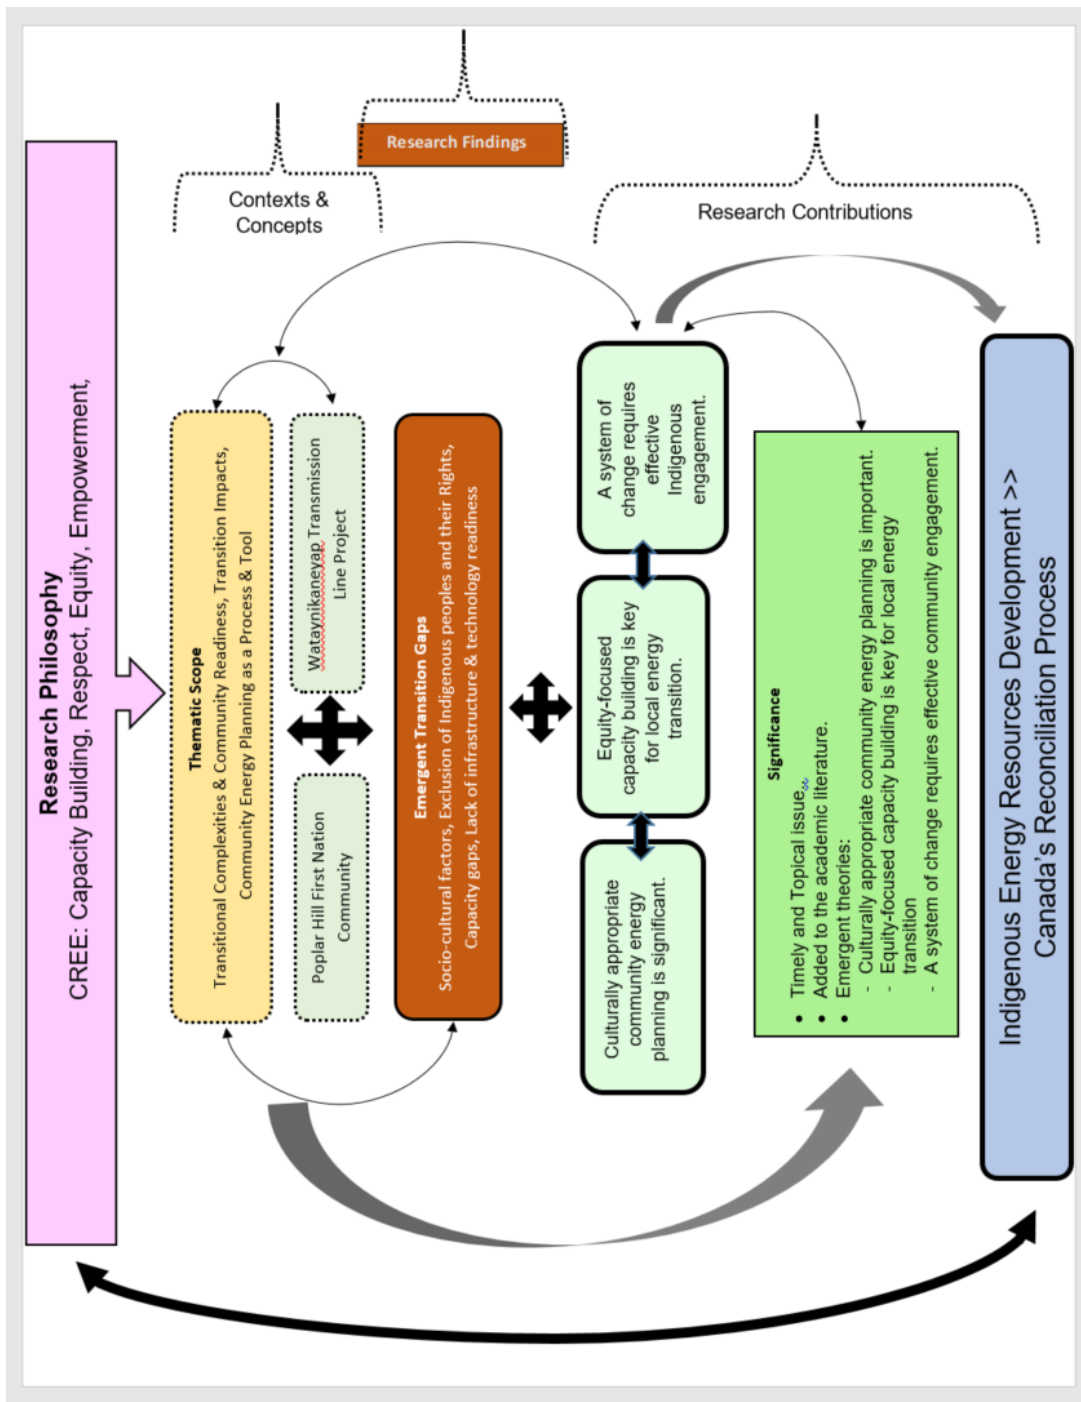 Research Findings
Contexts &
Concepts
Research Contributions
Research Philosophy
CREE: Capacity Building, Respect, Equity, Empowerment,
Thematic Scope
Transitional Complexities & Community Readiness, Transition Impacts,
Community Energy Planning as a Process & Tool
Poplar Hill First Nation
Community
Wataynikaneyap Transmission
Line Project
Emergent Transition Gaps
Socio-cultural factors, Exclusion of Indigenous peoples and their Rights,
Capacity gaps, Lack of infrastructure & technology readiness
Culturally appropriate
community energy
planning is significant.
Equity-focused
capacity building is key
for local energy
transition.
A system of
change requires
effective
Indigenous
engagement.
Significance
• Timely and Topical issue.
• Added to the academic literature.
• Emergent theories:
- Culturally appropriate community energy planning is important.
- Equity-focused capacity building is key for local energy
transition
- A system of change requires effective community engagement.
Indigenous Energy Resources Development >>
Canada's Reconciliation Process